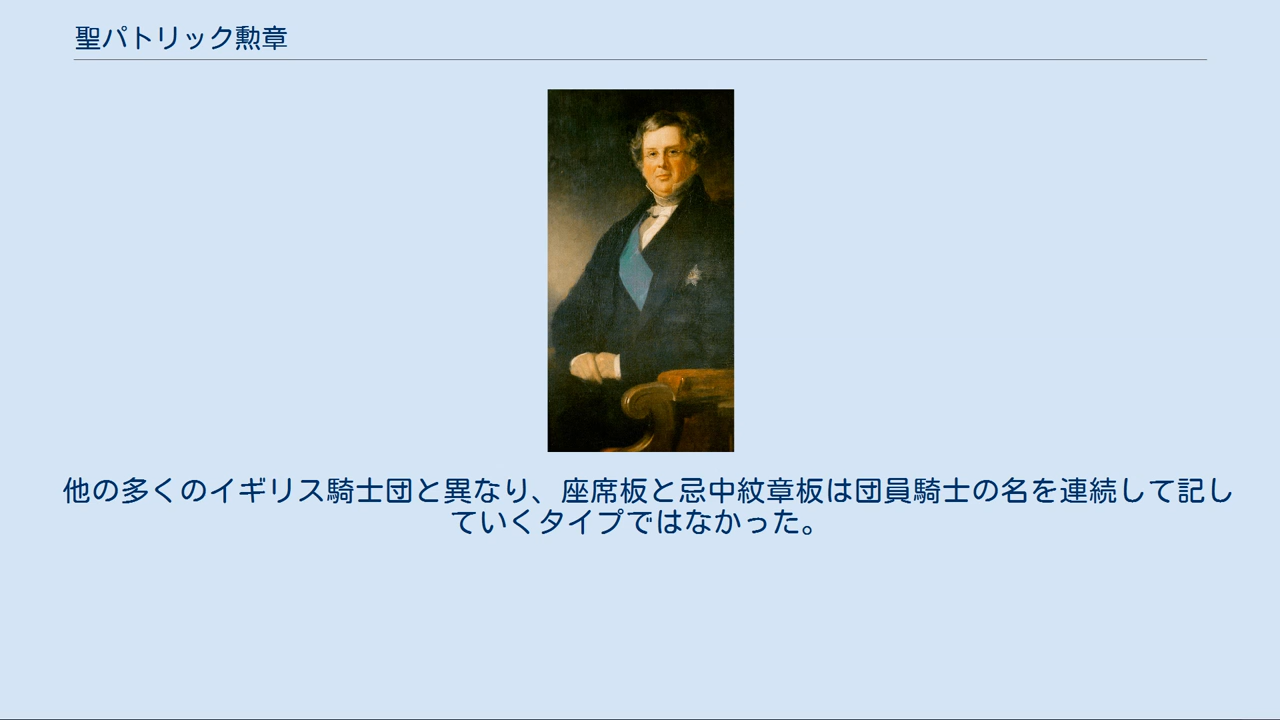 聖パトリック勲章
他の多くのイギリス騎士団と異なり、座席板と忌中紋章板は団員騎士の名を連続して記し
ていくタイプではなかった。